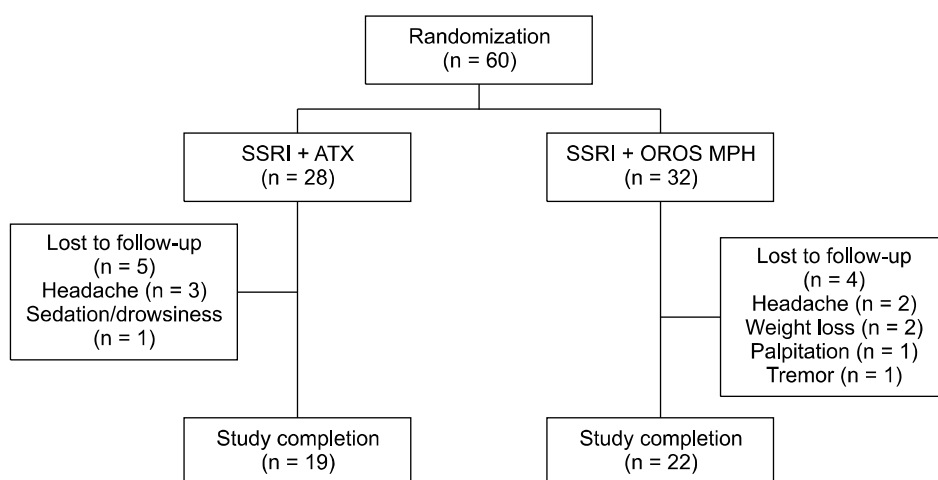 Randomization
(n = 60)
SSRI + ATX
(n = 28)
SSRI + OROS MPH
(n = 32)
Lost to follow-up
(n = 5)
Headache (n = 3)
Sedation/drowsiness
(n = 1)
Lost to follow-up
(n = 4)
Headache (n = 2)
Weight loss (n = 2)
Palpitation (n = 1)
Tremor (n = 1)
Study completion
(n = 19)
Study completion
(n = 22)